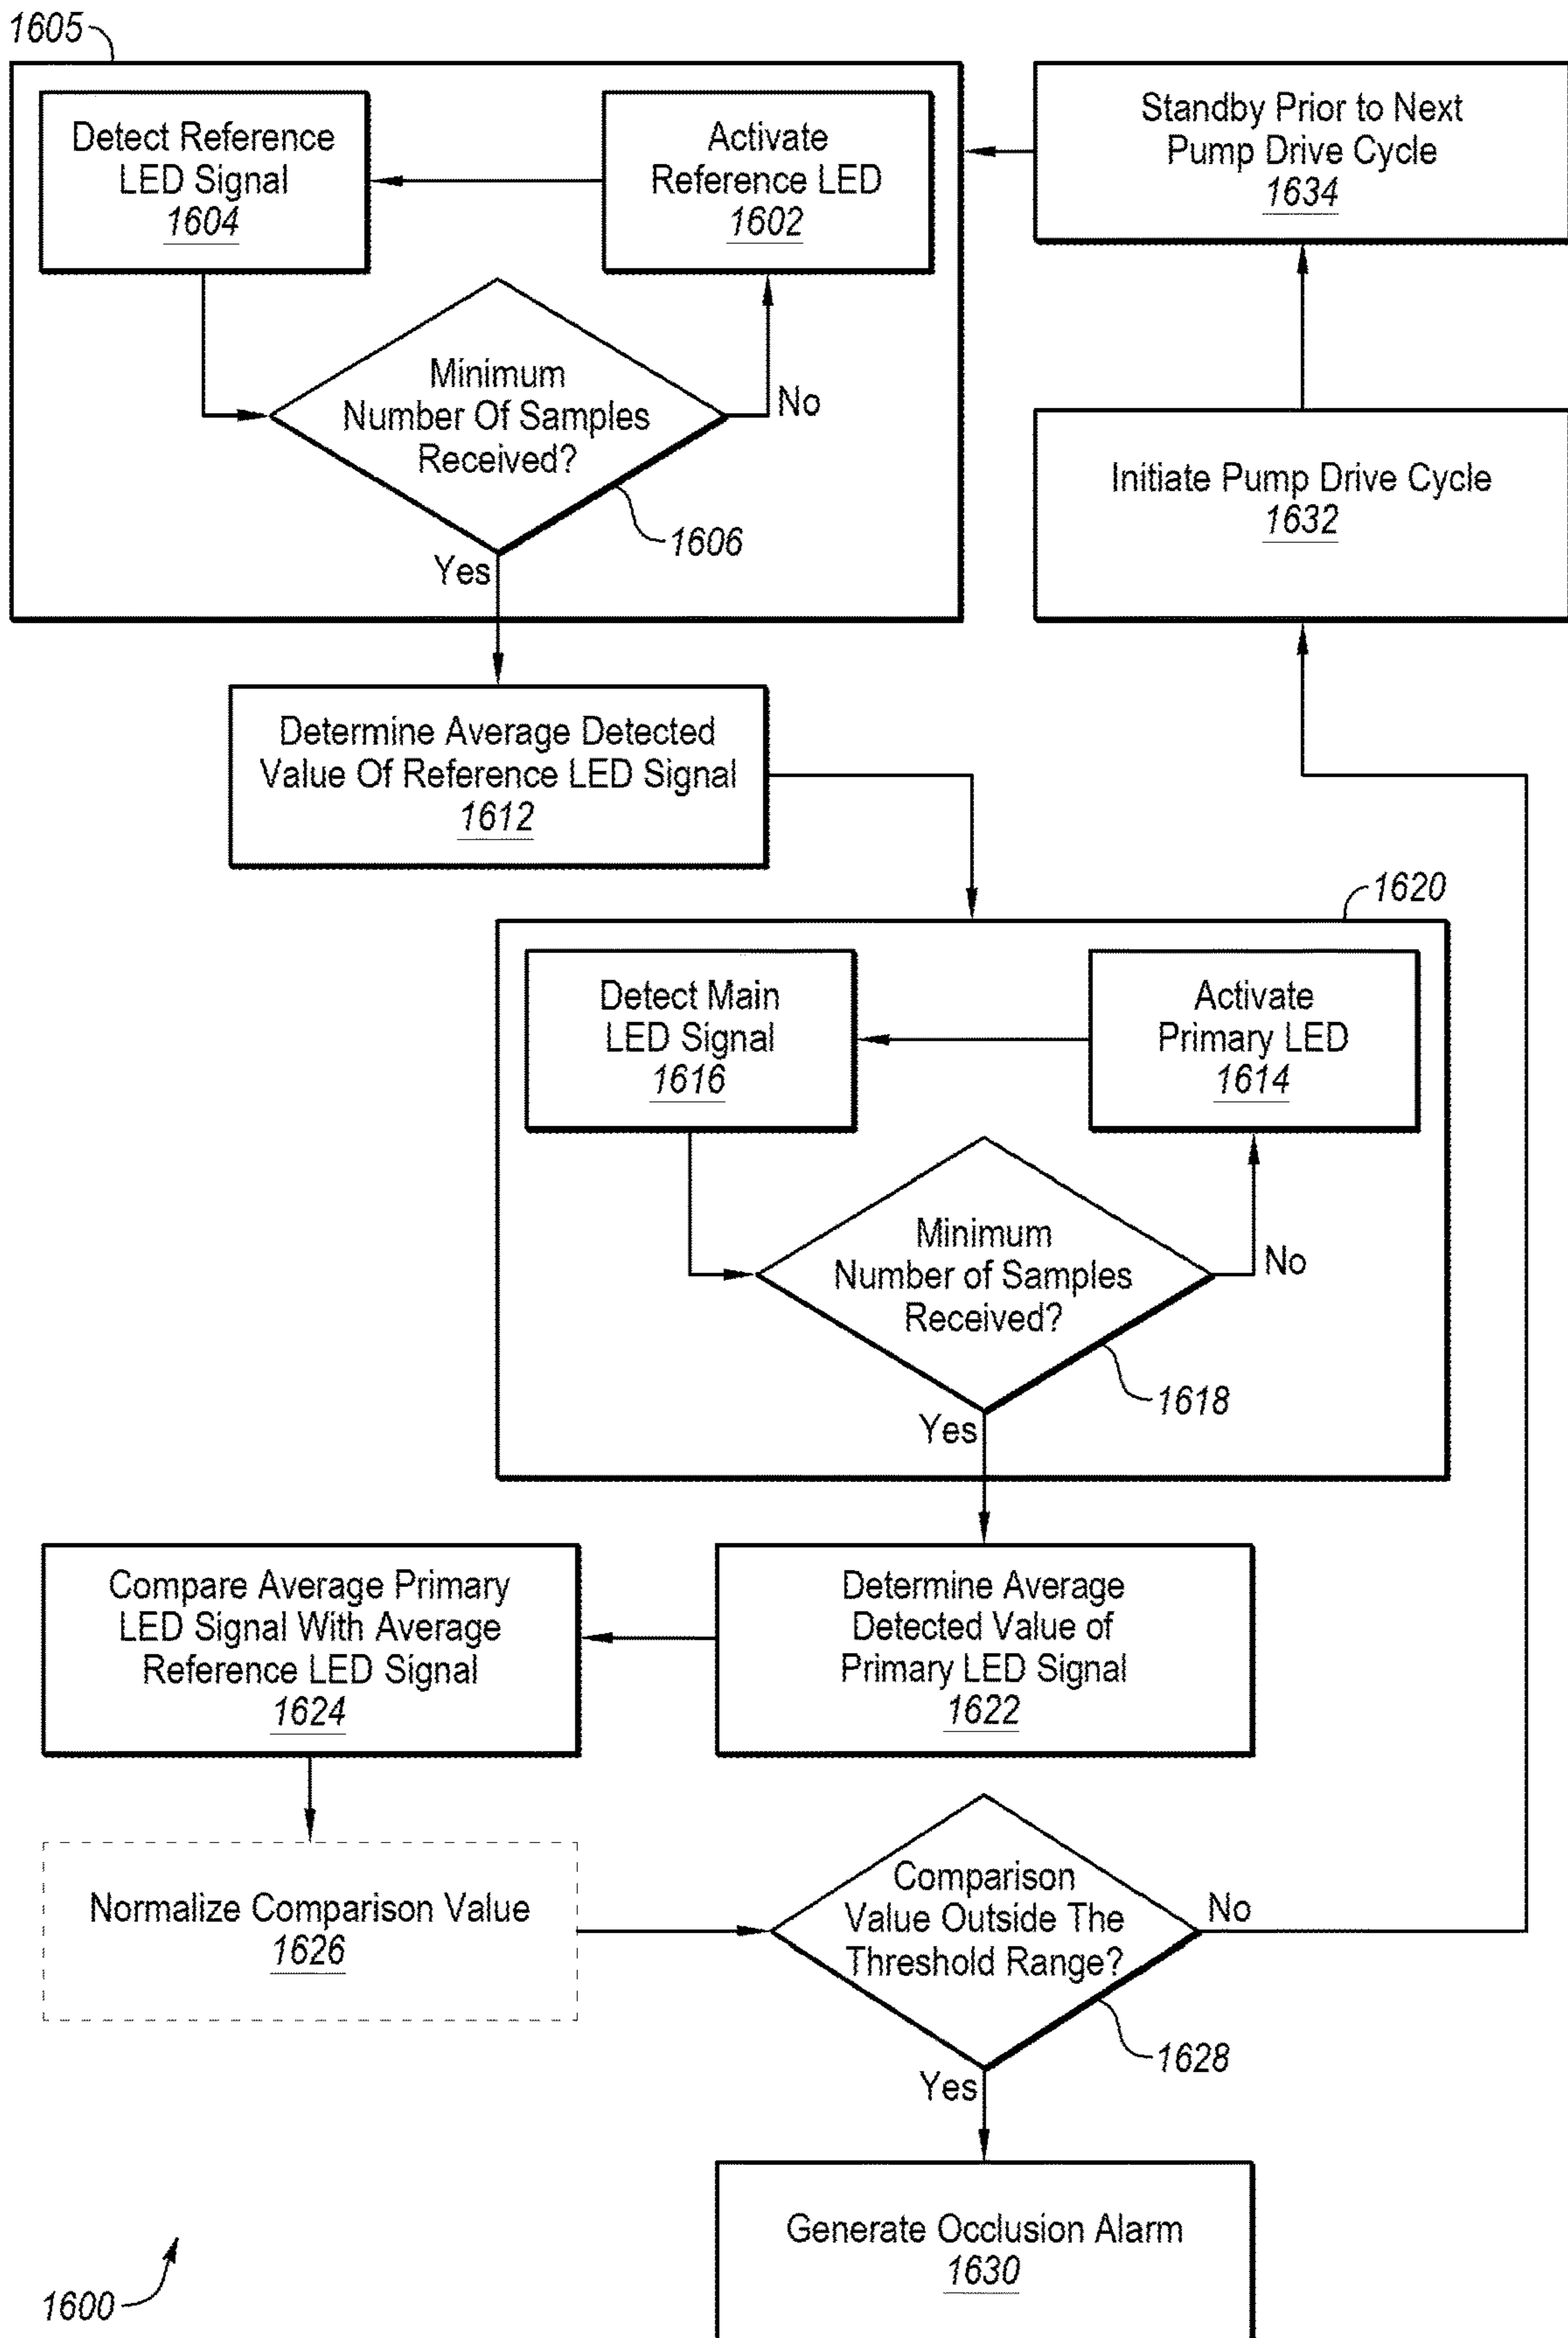 1605
Detect Reference
LED Signal
1604
Activate
Reference LED
1602
Standby Prior to Next
Pump Drive Cycle
1634
Minimum
Number Of Samples
Received?
No
1606
Yes
Initiate Pump Drive Cycle
1632
Determine Average Detected
Value Of Reference LED Signal
1612
1620
Detect Main
LED Signal
1616
Activate
Primary LED
1614
Minimum
Number of Samples
Received?
No
1618
Yes
Compare Average Primary
LED Signal With Average
Reference LED Signal
1624
Determine Average
Detected Value of
Primary LED Signal
1622
Normalize Comparison Value
1626
Comparison
Value Outside The
Threshold Range?
No
1628
Yes
Generate Occlusion Alarm
1630
1600